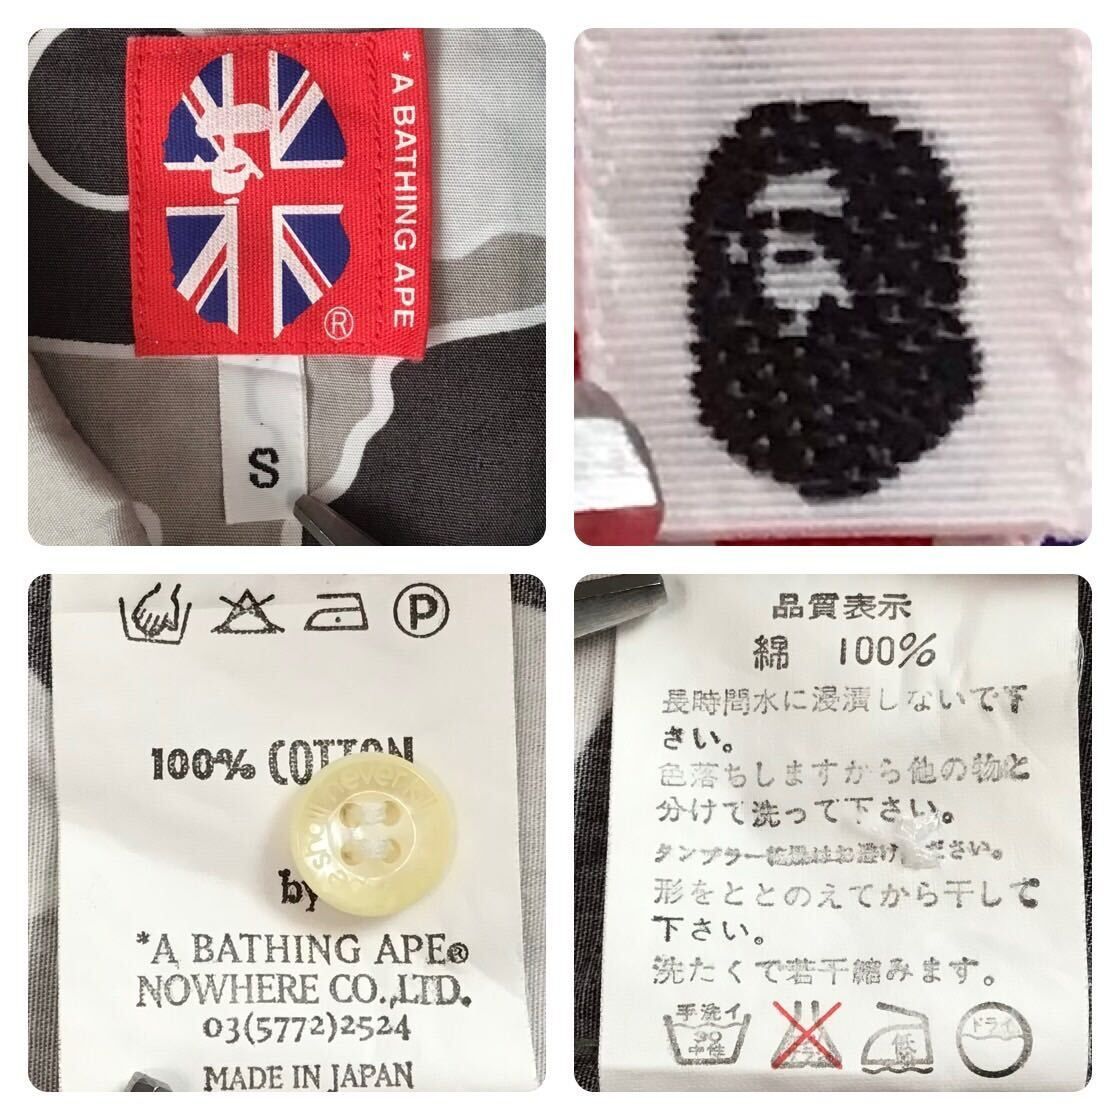 * A BATHING APE
®
S
P
100% COTTON
by
*A BATHING APE®
NOWHERE CO.,LTD.
03(5772)2524
MADE IN JAPAN
品質表示
綿 100%
長時間水に浸漬しないで下
さい。
色落ちしますから他の物と
分けて洗って下さい。
タンブラー乾燥はお避け下さい。
形をととのえてから干して
下さい。
洗たくで若干縮みます。
手洗イ
30
中性
低
ドライ